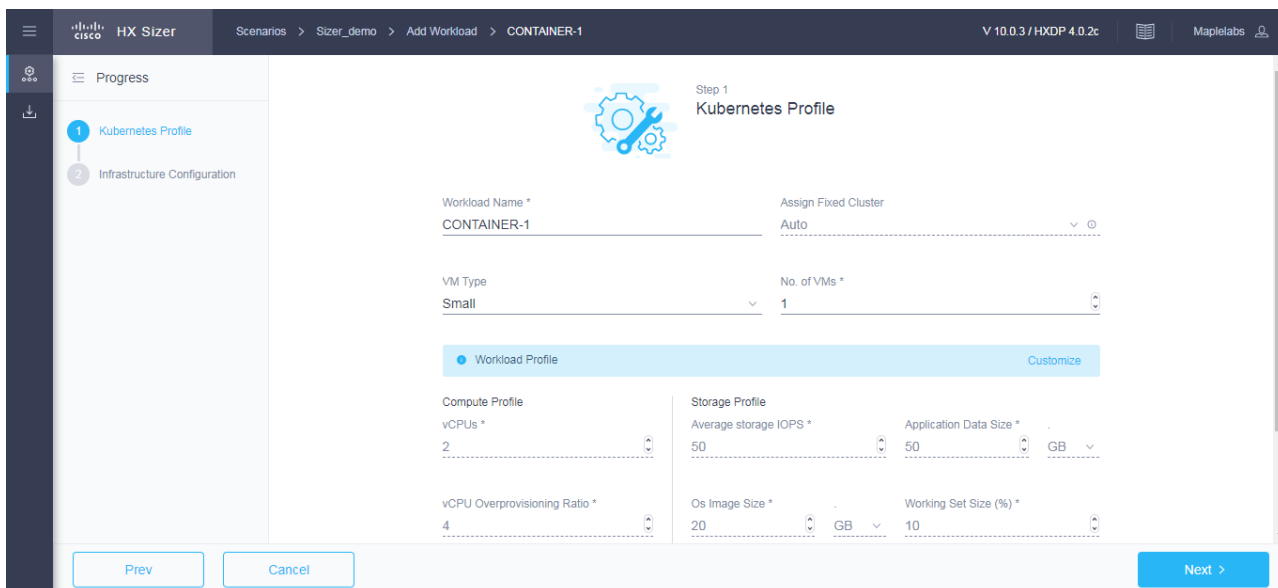 cisco HX Sizer
Scenarios > Sizer_demo > Add Workload > CONTAINER-1
V 10.0.3 / HXDP 4.0.2c
Maplelabs
Progress
1 Kubernetes Profile
2 Infrastructure Configuration
Step 1
Kubernetes Profile
Workload Name *
CONTAINER-1
Assign Fixed Cluster
Auto
VM Type
Small
No. of VMs *
1
Workload Profile
Customize
Compute Profile
vCPUs *
2
vCPU Overprovisioning Ratio *
4
Storage Profile
Average storage IOPS *
50
Application Data Size *
50 GB
Os Image Size *
20 GB
Working Set Size (%) *
10
Prev
Cancel
Next >